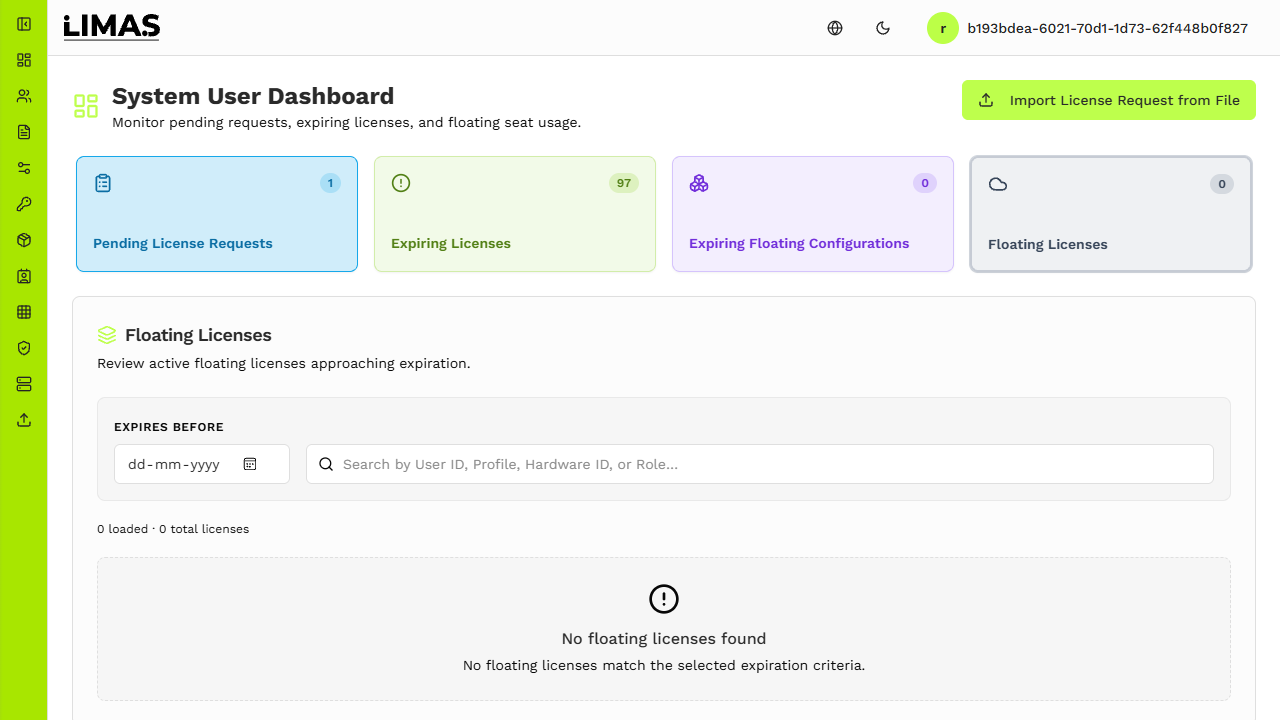 LIMAS
r
b193bdea-6021-70d1-1d73-62f448b0f827
System User Dashboard
Monitor pending requests, expiring licenses, and floating seat usage.
Import License Request from File
1
Pending License Requests
97
Expiring Licenses
0
Expiring Floating Configurations
0
Floating Licenses
Floating Licenses
Review active floating licenses approaching expiration.
EXPIRES BEFORE
dd-mm-yyyy
Search by User ID, Profile, Hardware ID, or Role...
0 loaded · 0 total licenses
No floating licenses found
No floating licenses match the selected expiration criteria.